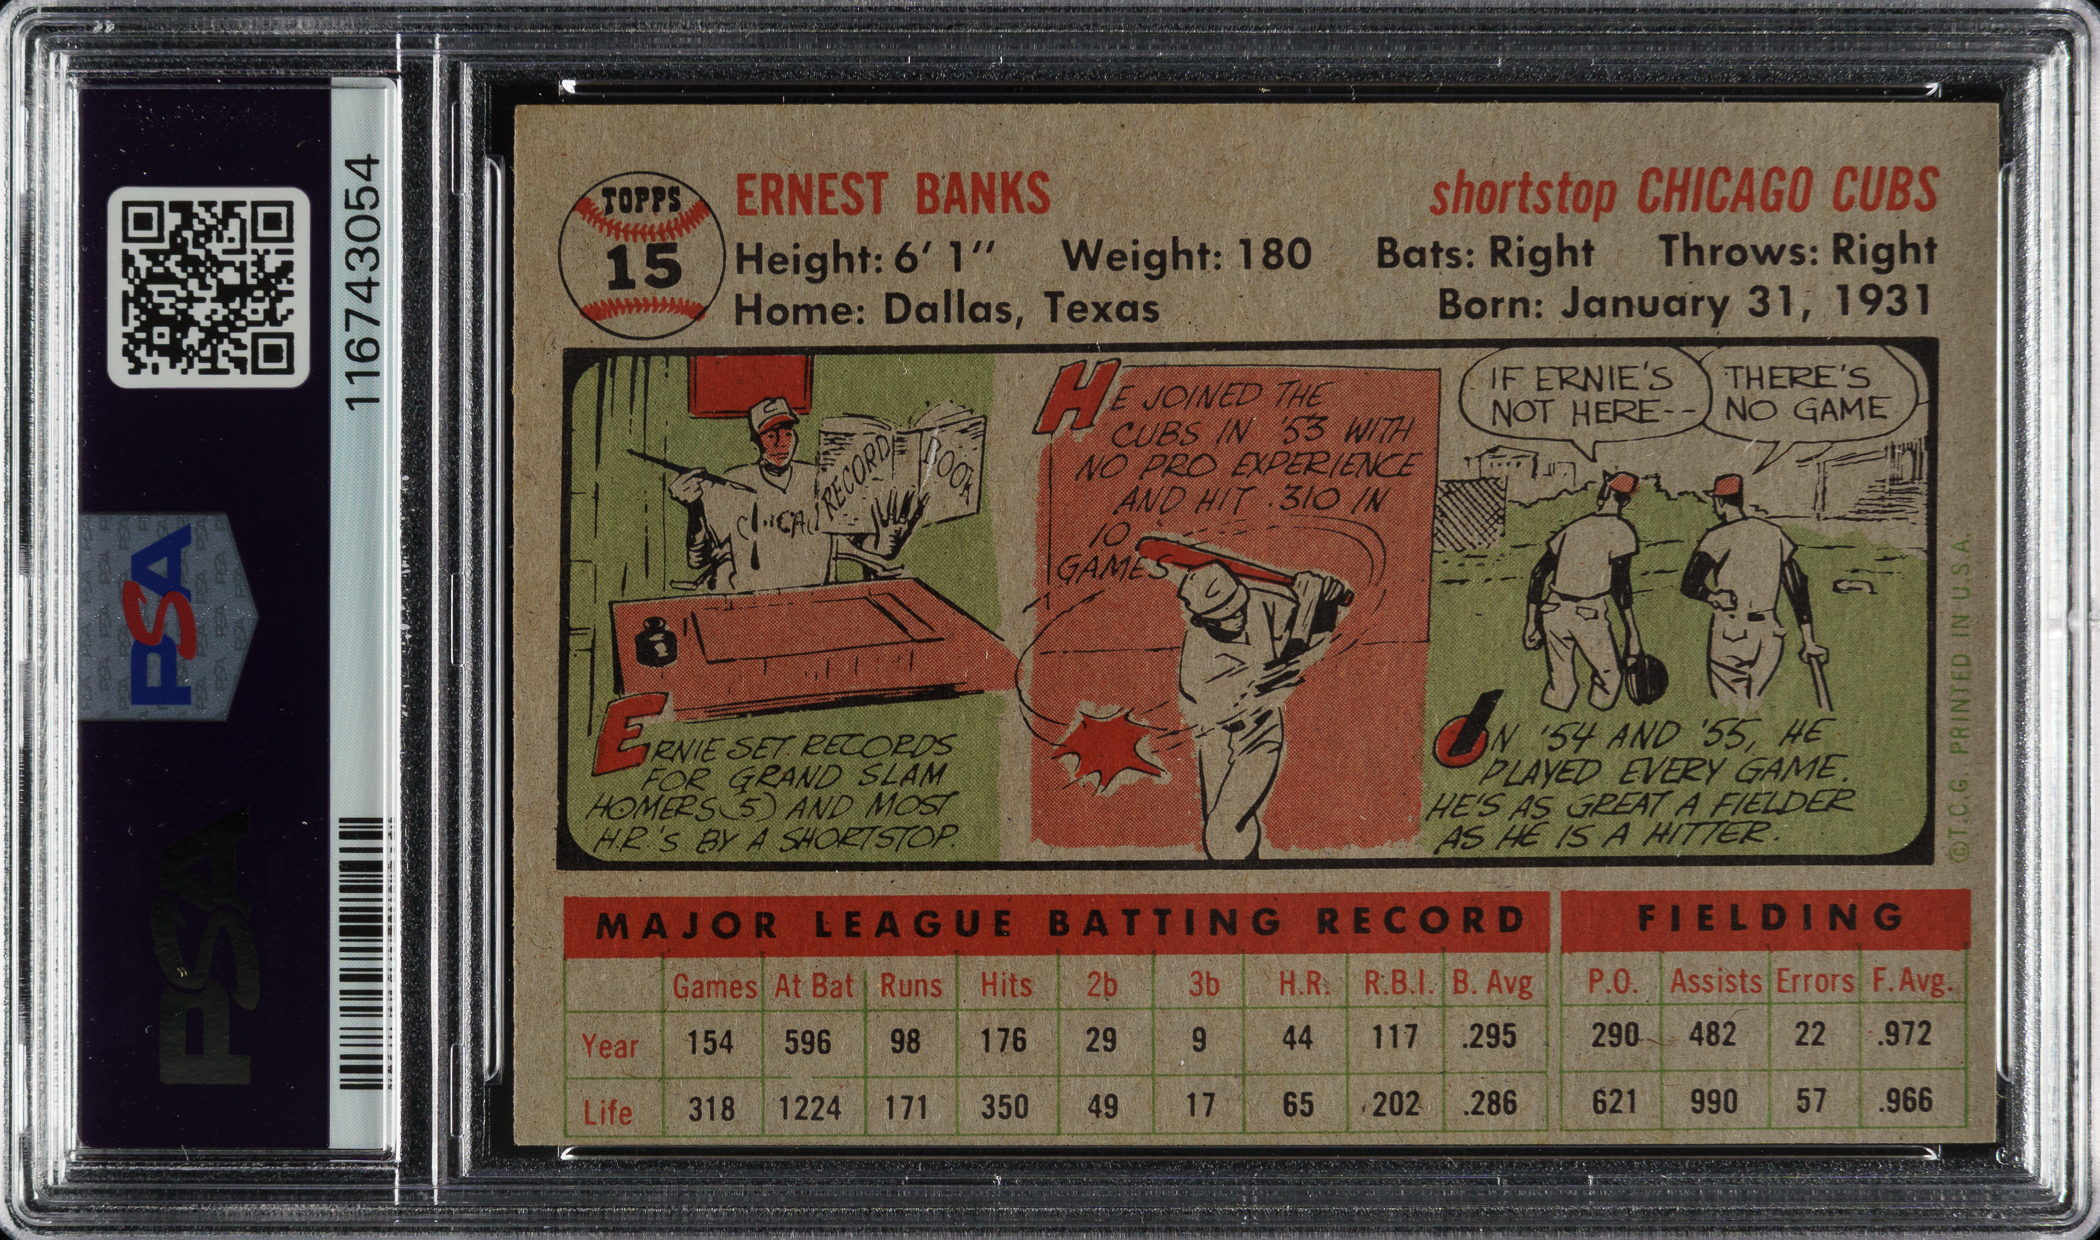 116743054
PSA
PSA
TOPPS
15
ERNEST BANKS
shortstop CHICAGO CUBS
Height: 6' 1" Weight: 180 Bats: Right Throws: Right
Home: Dallas, Texas Born: January 31, 1931
RECORD BOOK
CHICA
1
ERNIE SET RECORDS
FOR GRAND SLAM
HOMERS (5) AND MOST
H.R.'S BY A SHORTSTOP.
HE JOINED THE
CUBS IN '53 WITH
NO PRO EXPERIENCE
AND HIT .310 IN
10
GAMES
IF ERNIE'S
NOT HERE--
THERE'S
NO GAME
IN '54 AND '55, HE
PLAYED EVERY GAME.
HE'S AS GREAT A FIELDER
AS HE IS A HITTER.
©T.C.G. PRINTED IN U.S.A.
MAJOR LEAGUE BATTING RECORD FIELDING
Games At Bat Runs Hits 2b 3b H.R. R.B.I. B. Avg P.O. Assists Errors F. Avg.
Year 154 596 98 176 29 9 44 117 .295 290 482 22 .972
Life 318 1224 171 350 49 17 65 202 .286 621 990 57 .966